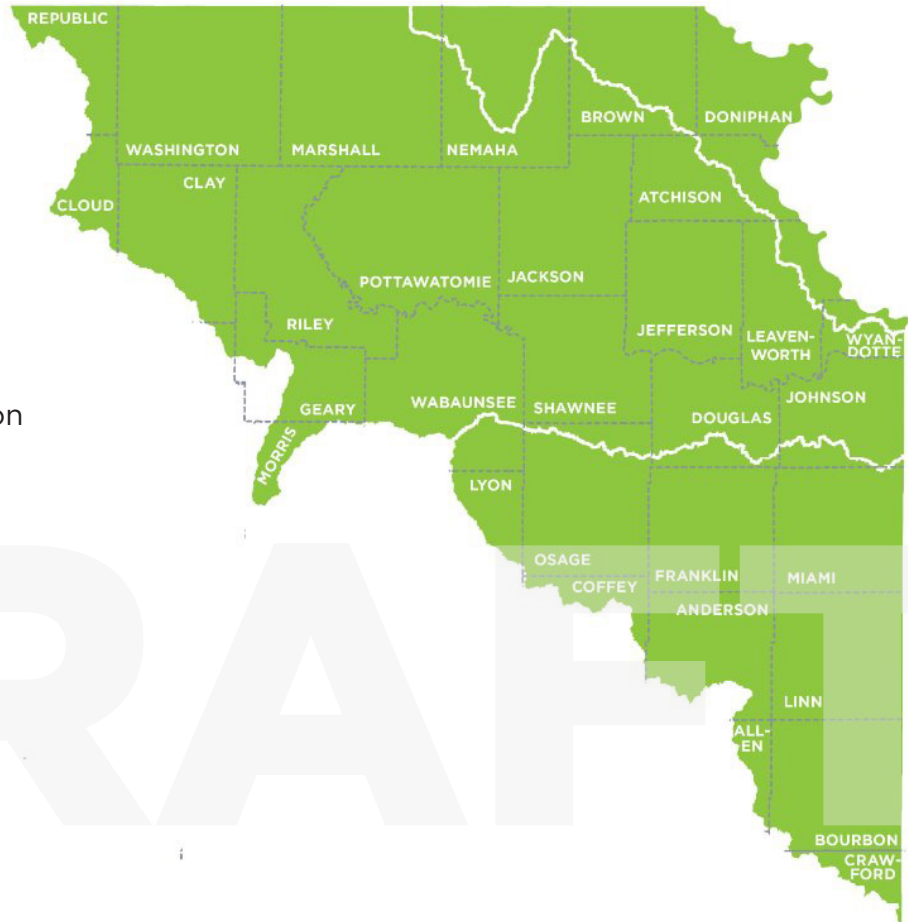 REPUBLIC
BROWN
DONIPHAN
WASHINGTON
MARSHALL
NEMAHA
CLAY
CLOUD
ATCHISON
POTTAWATOMIE
JACKSON
RILEY
JEFFERSON
LEAVEN-
WORTH
WYAN-
DOTTE
on
GEARY
WABAUNSEE
SHAWNEE
DOUGLAS
JOHNSON
MORRIS
LYON
OSAGE
COFFEY
FRANKLIN
MIAMI
ANDERSON
LINN
ALL-
EN
BOURBON
CRAW-
FORD
RAFT